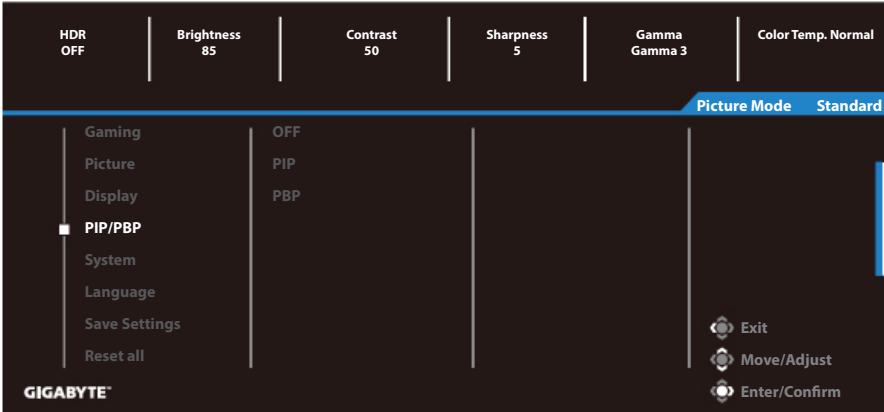 HDR Brightness Contrast Sharpness Gamma Color Temp. Normal
OFF 85 50 5 Gamma 3
Picture Mode Standard
Gaming OFF
Picture PIP
Display PBP
PIP/PBP
System
Language
Save Settings
Exit
Reset all
Move/Adjust
GIGABYTE™
Enter/Confirm